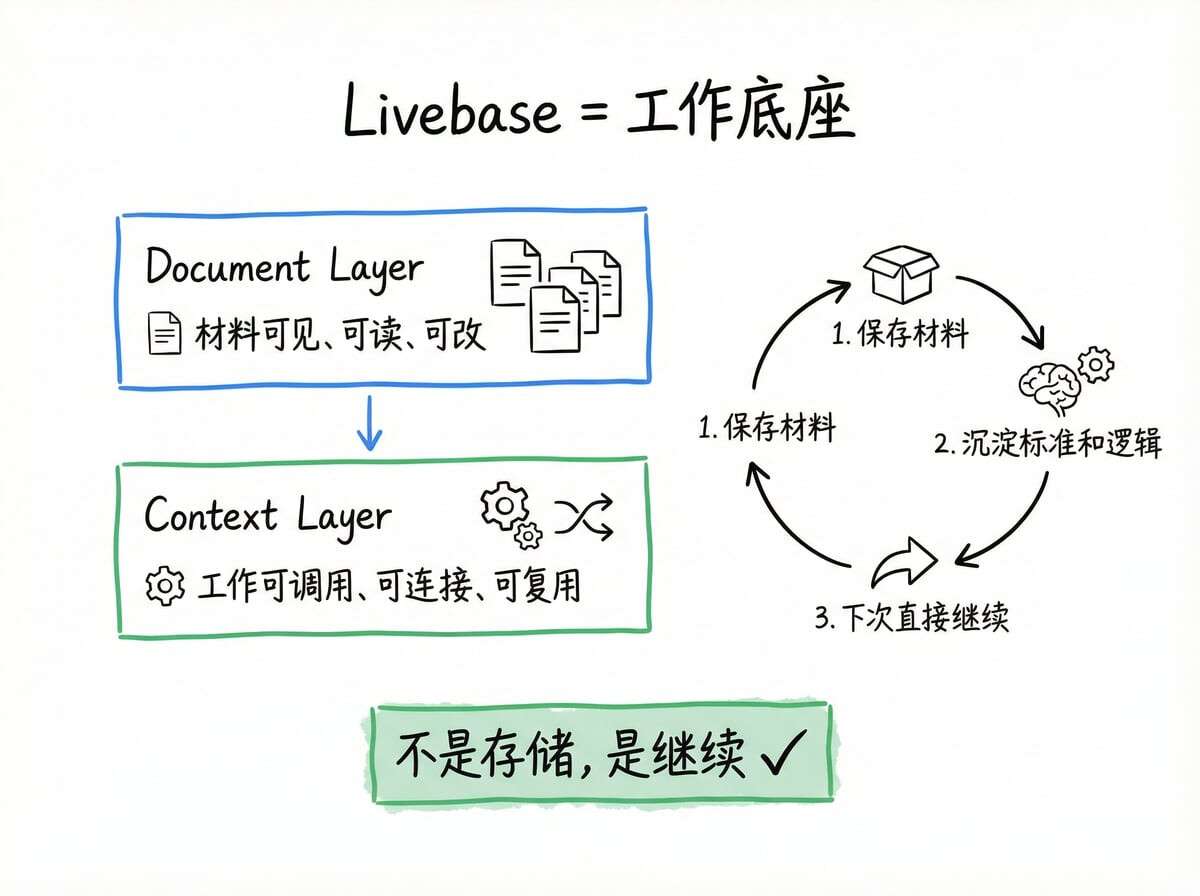 Livebase = 工作底座
Document Layer
材料可见、可读、可改
Context Layer
工作可调用、可连接、可复用
1. 保存材料
2. 沉淀标准和逻辑
3. 下次直接继续
1. 保存材料
不是存储, 是继续 ✓